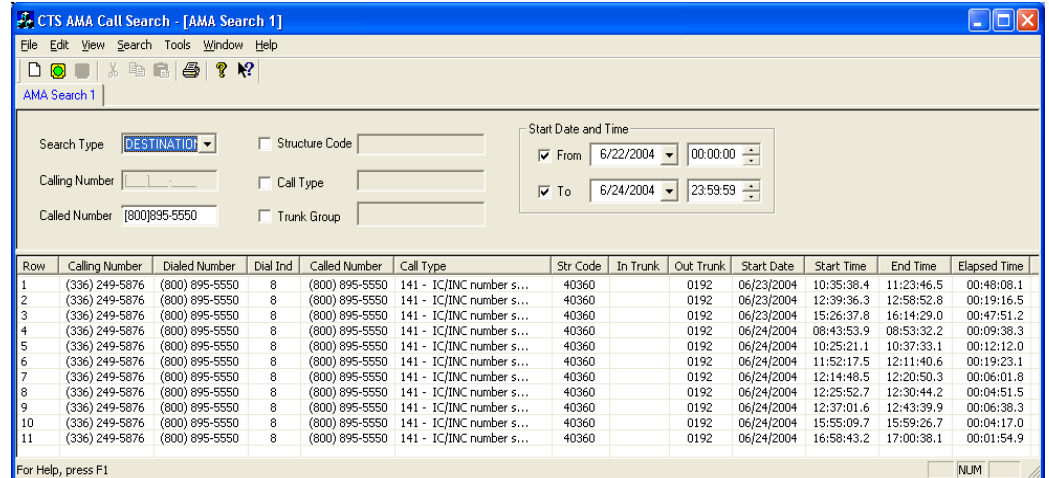 CTS AMA Call Search - [AMA Search 1]
File Edit View Search Tools Window Help
AMA Search 1
Start Date and Time
Search Type DESTINATION Structure Code From 6/22/2004 00:00:00
Calling Number Call Type To 6/24/2004 23:59:59
Called Number [800]895-5550 Trunk Group
Row Calling Number Dialed Number Dial Ind Called Number Call Type Str Code In Trunk Out Trunk Start Date Start Time End Time Elapsed Time
1 (336) 249-5876 (800) 895-5550 8 (800) 895-5550 141 - IC/INC number s... 40360 0192 06/23/2004 10:35:38.4 11:23:46.5 00:48:08.1
2 (336) 249-5876 (800) 895-5550 8 (800) 895-5550 141 - IC/INC number s... 40360 0192 06/23/2004 12:39:36.3 12:58:52.8 00:19:16.5
3 (336) 249-5876 (800) 895-5550 8 (800) 895-5550 141 - IC/INC number s... 40360 0192 06/23/2004 15:26:37.8 16:14:29.0 00:47:51.2
4 (336) 249-5876 (800) 895-5550 8 (800) 895-5550 141 - IC/INC number s... 40360 0192 06/24/2004 08:43:53.9 08:53:32.2 00:09:38.3
5 (336) 249-5876 (800) 895-5550 8 (800) 895-5550 141 - IC/INC number s... 40360 0192 06/24/2004 10:25:21.1 10:37:33.1 00:12:12.0
6 (336) 249-5876 (800) 895-5550 8 (800) 895-5550 141 - IC/INC number s... 40360 0192 06/24/2004 11:52:17.5 12:11:40.6 00:19:23.1
7 (336) 249-5876 (800) 895-5550 8 (800) 895-5550 141 - IC/INC number s... 40360 0192 06/24/2004 12:14:48.5 12:20:50.3 00:06:01.8
8 (336) 249-5876 (800) 895-5550 8 (800) 895-5550 141 - IC/INC number s... 40360 0192 06/24/2004 12:25:52.7 12:30:44.2 00:04:51.5
9 (336) 249-5876 (800) 895-5550 8 (800) 895-5550 141 - IC/INC number s... 40360 0192 06/24/2004 12:37:01.6 12:43:39.9 00:06:38.3
10 (336) 249-5876 (800) 895-5550 8 (800) 895-5550 141 - IC/INC number s... 40360 0192 06/24/2004 15:55:09.7 15:59:26.7 00:04:17.0
11 (336) 249-5876 (800) 895-5550 8 (800) 895-5550 141 - IC/INC number s... 40360 0192 06/24/2004 16:58:43.2 17:00:38.1 00:01:54.9
For Help, press F1 NUM